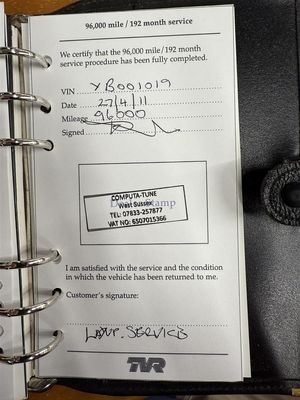 96,000 mile / 192 month service
We certify that the 96,000 mile/192 month
service procedure has been fully completed.
VIN YB001019
Date 27/4/11
Mileage 96000
Signed
Dealer Stamp
COMPUTA-TUNE
West Sussex
TEL: 07833-257877
VAT NO: 6507015366
I am satisfied with the service and the condition
in which the vehicle has been returned to me.
Customer's signature:
SERVICE
TVR